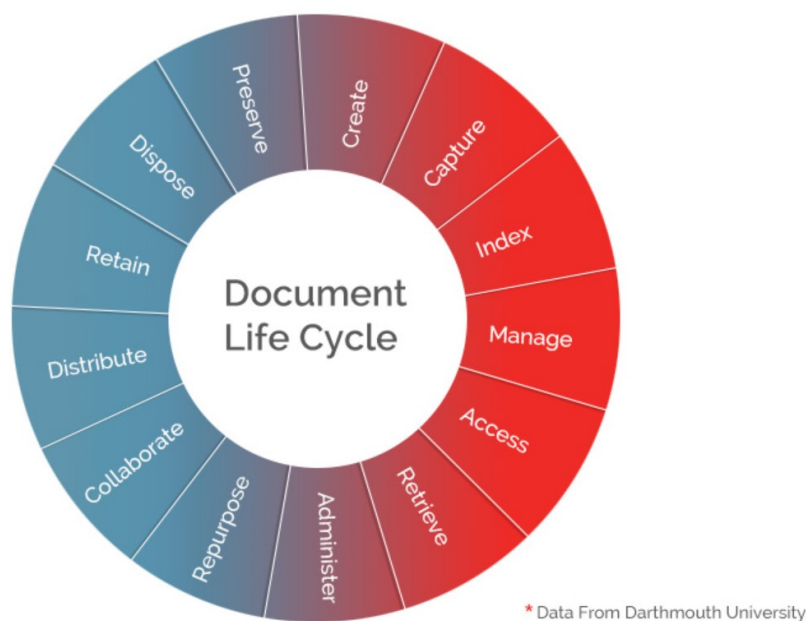 Document
Life Cycle
Create
Capture
Index
Manage
Access
Retrieve
Administer
Repurpose
Collaborate
Distribute
Retain
Dispose
Preserve
* Data From Darthmouth University